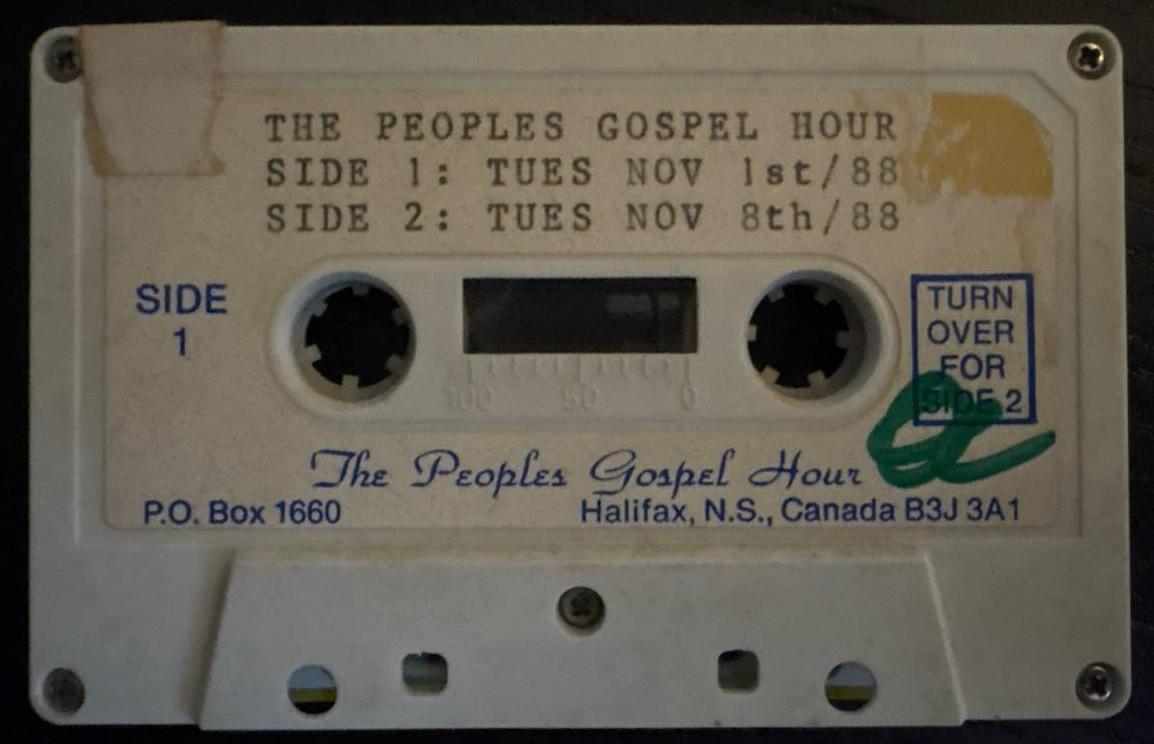 THE PEOPLES GOSPEL HOUR
SIDE 1: TUES NOV 1st/88
SIDE 2: TUES NOV 8th/88
SIDE
1
TURN
OVER
FOR
SIDE 2
100 50 0
The Peoples Gospel Hour
P.O. Box 1660 Halifax, N.S., Canada B3J 3A1